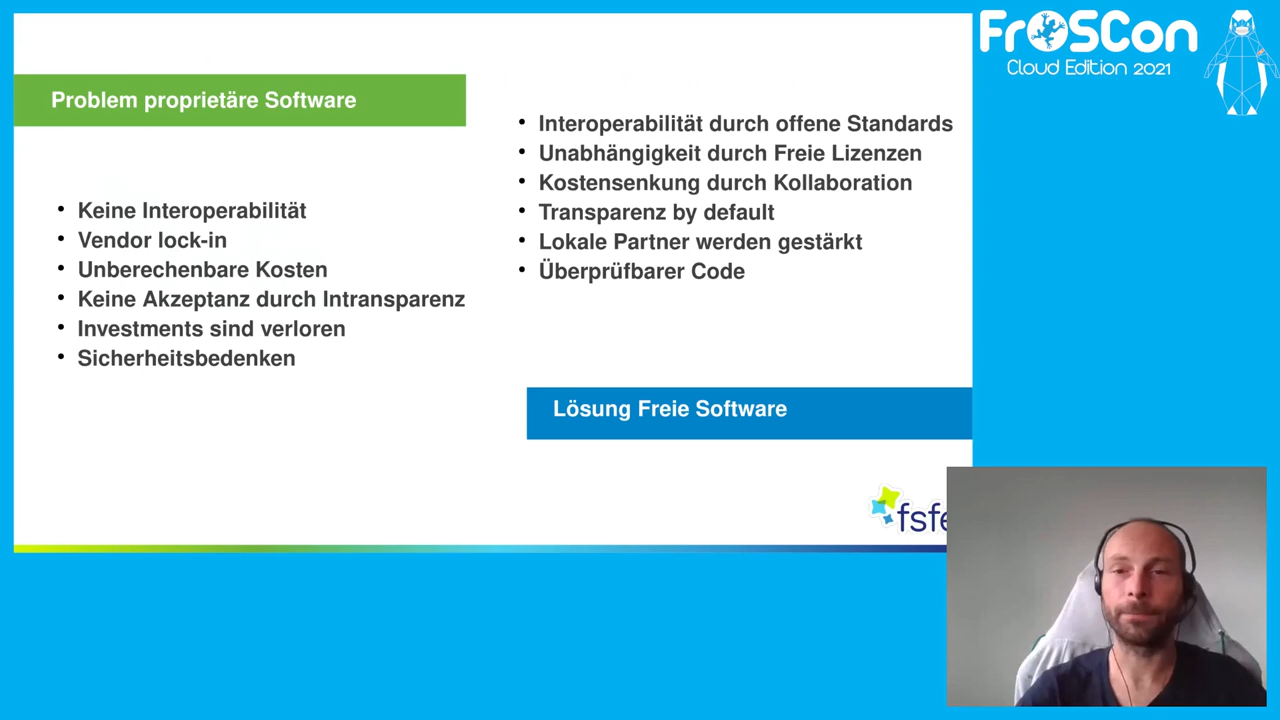 FrOSCon
Cloud Edition 2021
Problem proprietäre Software
• Keine Interoperabilität
• Vendor lock-in
• Unberechenbare Kosten
• Keine Akzeptanz durch Intransparenz
• Investments sind verloren
• Sicherheitsbedenken
• Interoperabilität durch offene Standards
• Unabhängigkeit durch Freie Lizenzen
• Kostensenkung durch Kollaboration
• Transparenz by default
• Lokale Partner werden gestärkt
• Überprüfbarer Code
Lösung Freie Software
fsfe